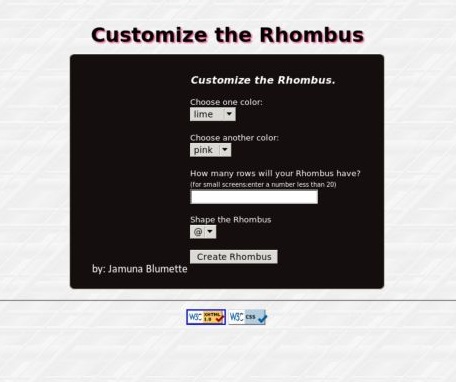 Customize the Rhombus
Customize the Rhombus.
Choose one color:
lime
Choose another color:
pink
How many rows will your Rhombus have?
(for small screens:enter a number less than 20)
Shape the Rhombus
@
Create Rhombus
by: Jamuna Blumette
W3C XHTML 1.0 W3C CSS